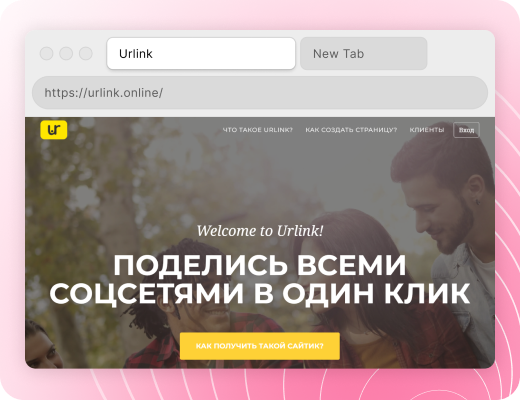 Urlink
New Tab
https://urlink.online/
ur
ЧТО ТАКОЕ URLINK?
КАК СОЗДАТЬ СТРАНИЦУ?
КЛИЕНТЫ
Вход
Welcome to Urlink!
ПОДЕЛИСЬ ВСЕМИ
СОЦСЕТЯМИ В ОДИН КЛИК
КАК ПОЛУЧИТЬ ТАКОЙ САЙТИК?